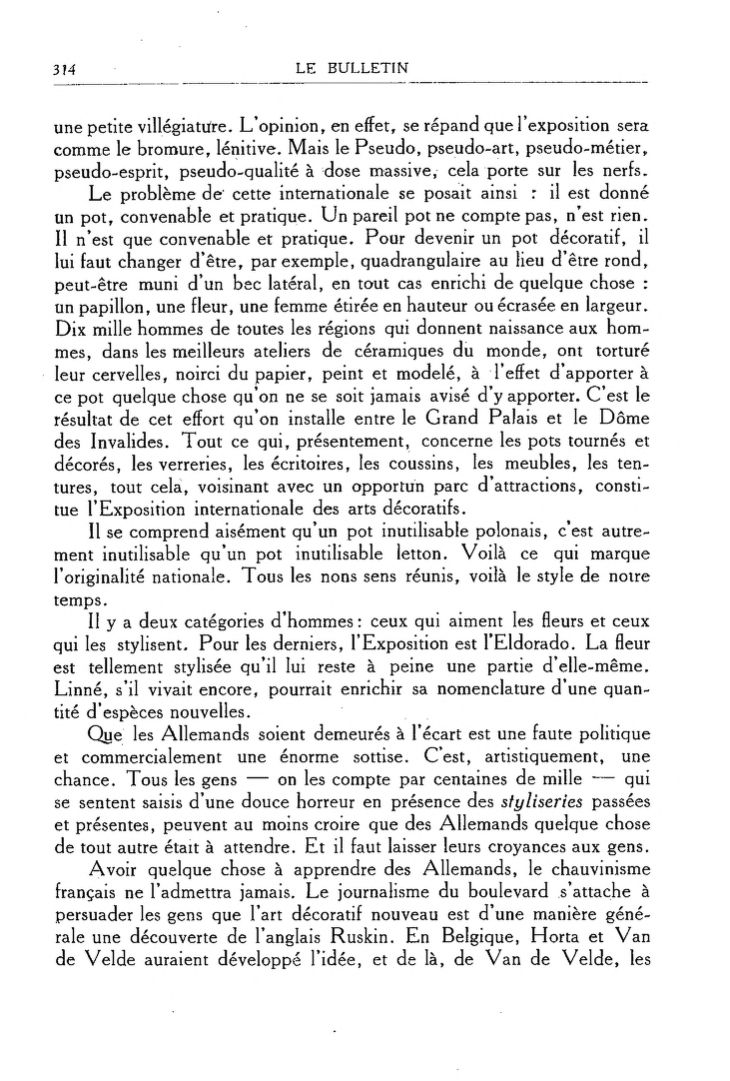 314 LE BULLETIN
une petite villégiature. L'opinion, en effet, se répand que l'exposition sera
comme le bromure, lénitive. Mais le Pseudo, pseudo-art, pseudo-métier,
pseudo-esprit, pseudo-qualité à dose massive, cela porte sur les nerfs.
Le problème de cette internationale se posait ainsi : il est donné
un pot, convenable et pratique. Un pareil pot ne compte pas, n'est rien.
Il n'est que convenable et pratique. Pour devenir un pot décoratif, il
lui faut changer d'être, par exemple, quadrangulaire au lieu d'être rond,
peut-être muni d'un bec latéral, en tout cas enrichi de quelque chose :
un papillon, une fleur, une femme étirée en hauteur ou écrasée en largeur.
Dix mille hommes de toutes les régions qui donnent naissance aux hom-
mes, dans les meilleurs ateliers de céramiques du monde, ont torturé
leur cervelles, noirci du papier, peint et modelé, à l'effet d'apporter à
ce pot quelque chose qu'on ne se soit jamais avisé d'y apporter. C'est le
résultat de cet effort qu'on installe entre le Grand Palais et le Dôme
des Invalides. Tout ce qui, présentement, concerne les pots tournés et
décorés, les verreries, les écritoires, les coussins, les meubles, les ten-
tures, tout cela, voisinant avec un opportun parc d'attractions, consti-
tue l'Exposition internationale des arts décoratifs.
Il se comprend aisément qu'un pot inutilisable polonais, c'est autre-
ment inutilisable qu'un pot inutilisable letton. Voilà ce qui marque
l'originalité nationale. Tous les nons sens réunis, voilà le style de notre
temps.
Il y a deux catégories d'hommes : ceux qui aiment les fleurs et ceux
qui les stylisent. Pour les derniers, l'Exposition est l'Eldorado. La fleur
est tellement stylisée qu'il lui reste à peine une partie d'elle-même.
Linné, s'il vivait encore, pourrait enrichir sa nomenclature d'une quan-
tité d'espèces nouvelles.
Que les Allemands soient demeurés à l'écart est une faute politique
et commercialement une énorme sottise. C'est, artistiquement, une
chance. Tous les gens — on les compte par centaines de mille — qui
se sentent saisis d'une douce horreur en présence des styliseries passées
et présentes, peuvent au moins croire que des Allemands quelque chose
de tout autre était à attendre. Et il faut laisser leurs croyances aux gens.
Avoir quelque chose à apprendre des Allemands, le chauvinisme
français ne l'admettra jamais. Le journalisme du boulevard s'attache à
persuader les gens que l'art décoratif nouveau est d'une manière géné-
rale une découverte de l'anglais Ruskin. En Belgique, Horta et Van
de Velde auraient développé l'idée, et de là, de Van de Velde, les